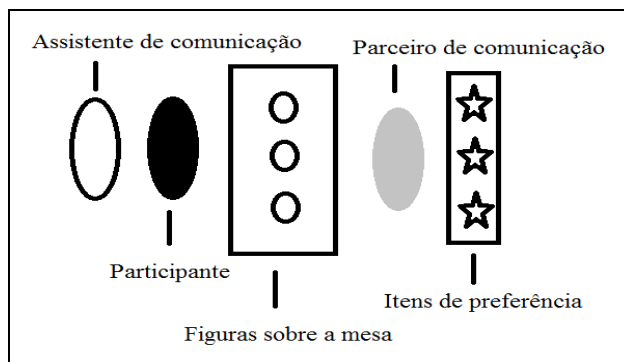 Assistente de comunicação
Parceiro de comunicação
Participante
Itens de preferência
Figuras sobre a mesa